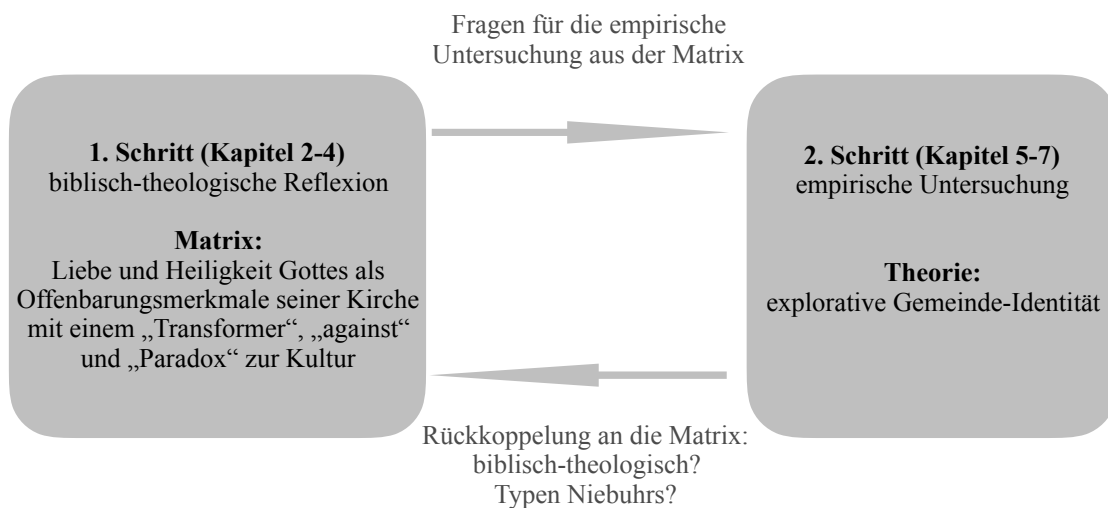 Fragen für die empirische
Untersuchung aus der Matrix
1. Schritt (Kapitel 2-4)
biblisch-theologische Reflexion
Matrix:
Liebe und Heiligkeit Gottes als
Offenbarungsmerkmale seiner Kirche
mit einem „Transformer“, „against“
und „Paradox“ zur Kultur
2. Schritt (Kapitel 5-7)
empirische Untersuchung
Theorie:
explorative Gemeinde-Identität
Rückkoppelung an die Matrix:
biblisch-theologisch?
Typen Niebuhrs?